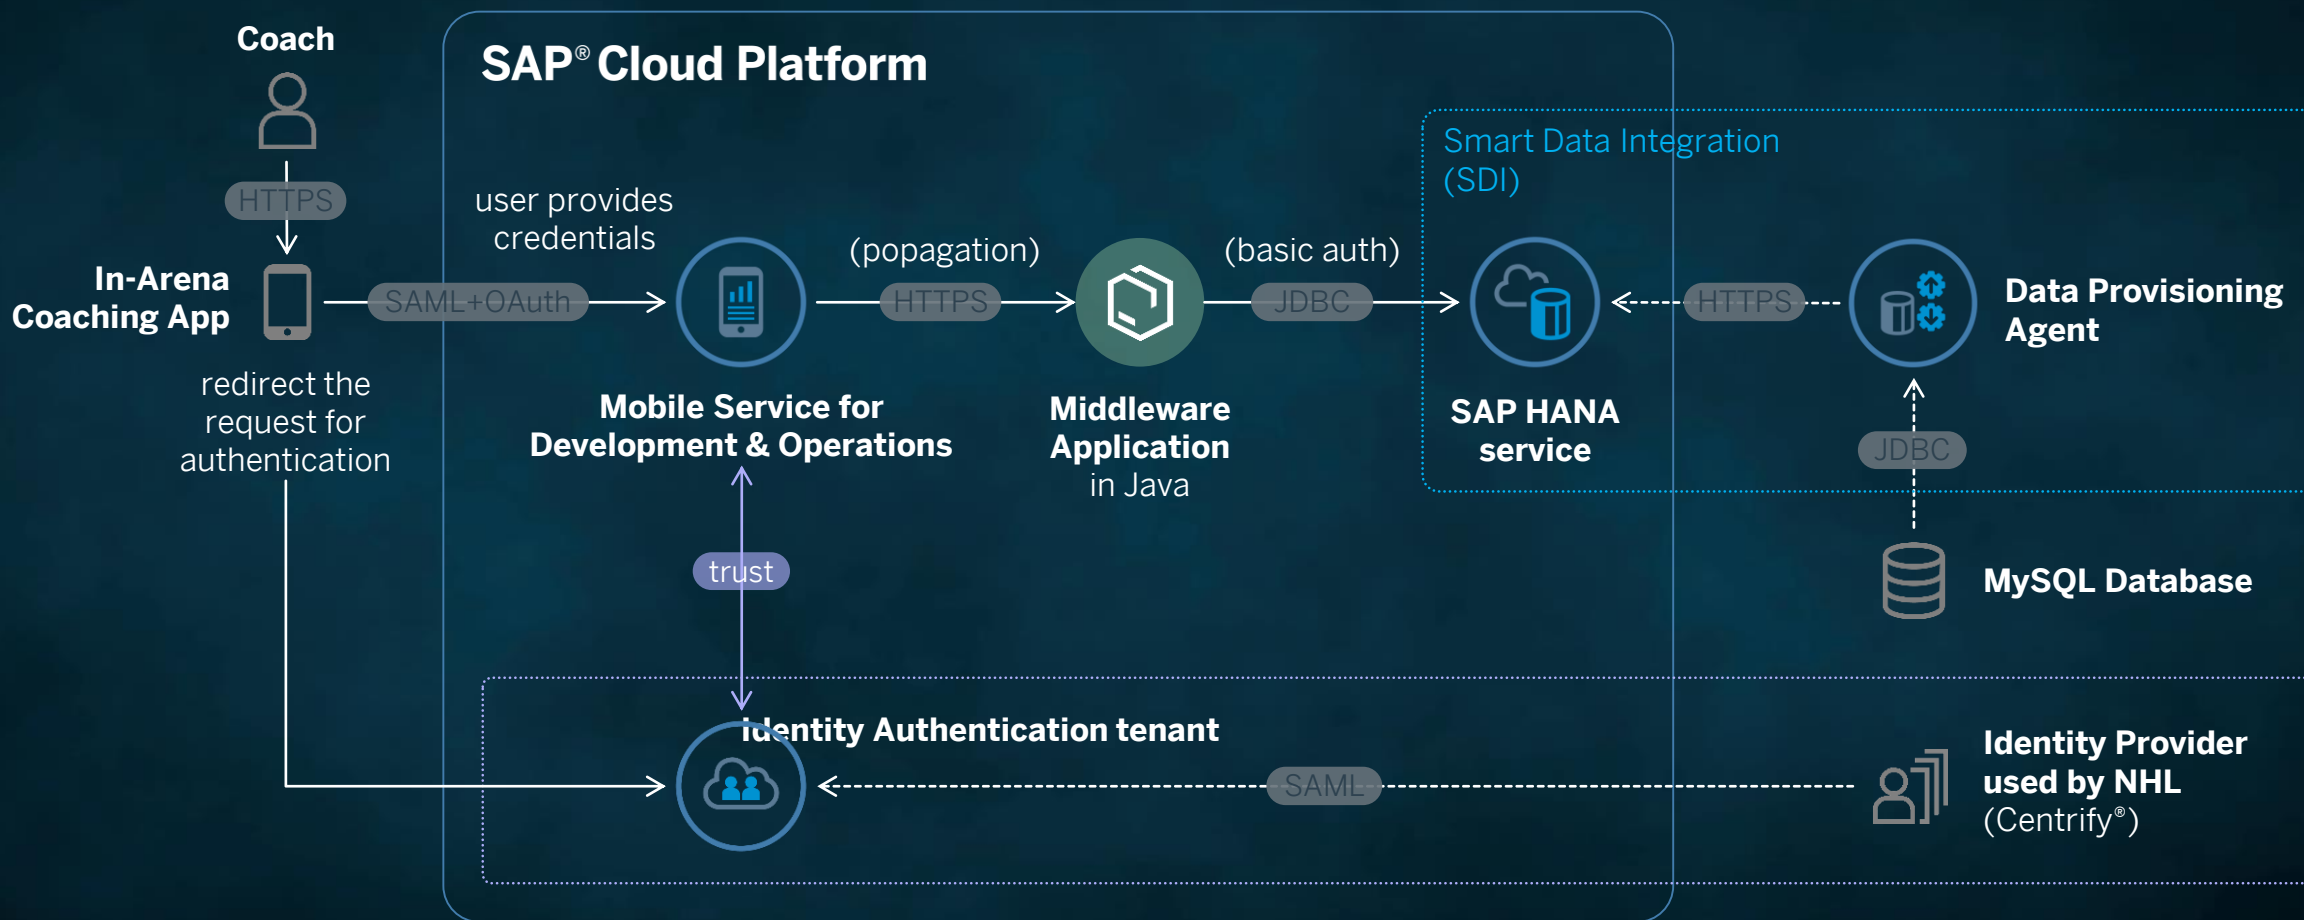 Coach
SAP® Cloud Platform
HTTPS
Smart Data Integration
(SDI)
user provides
credentials
(popagation)
(basic auth)
In-Arena
Coaching App
SAML+OAuth
HTTPS
JDBC
HTTPS
Data Provisioning
Agent
redirect the
request for
authentication
Mobile Service for
Development & Operations
Middleware
Application
in Java
SAP HANA
service
JDBC
trust
MySQL Database
Identity Authentication tenant
SAML
Identity Provider
used by NHL
(Centrify®)